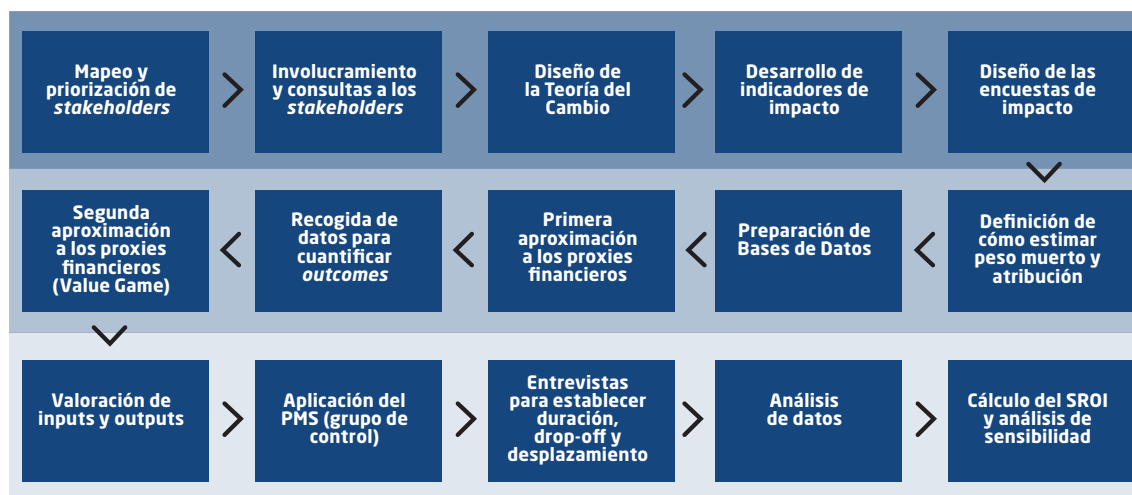 Mapeo y
priorización de
stakeholders
Involucramiento
y consultas a los
stakeholders
Diseño de
la Teoría del
Cambio
Desarrollo de
indicadores de
impacto
Diseño de las
encuestas de
impacto
Segunda
aproximación
a los proxies
financieros
(Value Game)
Recogida de
datos para
cuantificar
outcomes
Primera
aproximación
a los proxies
financieros
Preparación de
Bases de Datos
Definición de
cómo estimar
peso muerto y
atribución
Valoración de
inputs y outputs
Aplicación del
PMS (grupo de
control)
Entrevistas
para establecer
duración,
drop-off y
desplazamiento
Análisis
de datos
Cálculo del SROI
y análisis de
sensibilidad